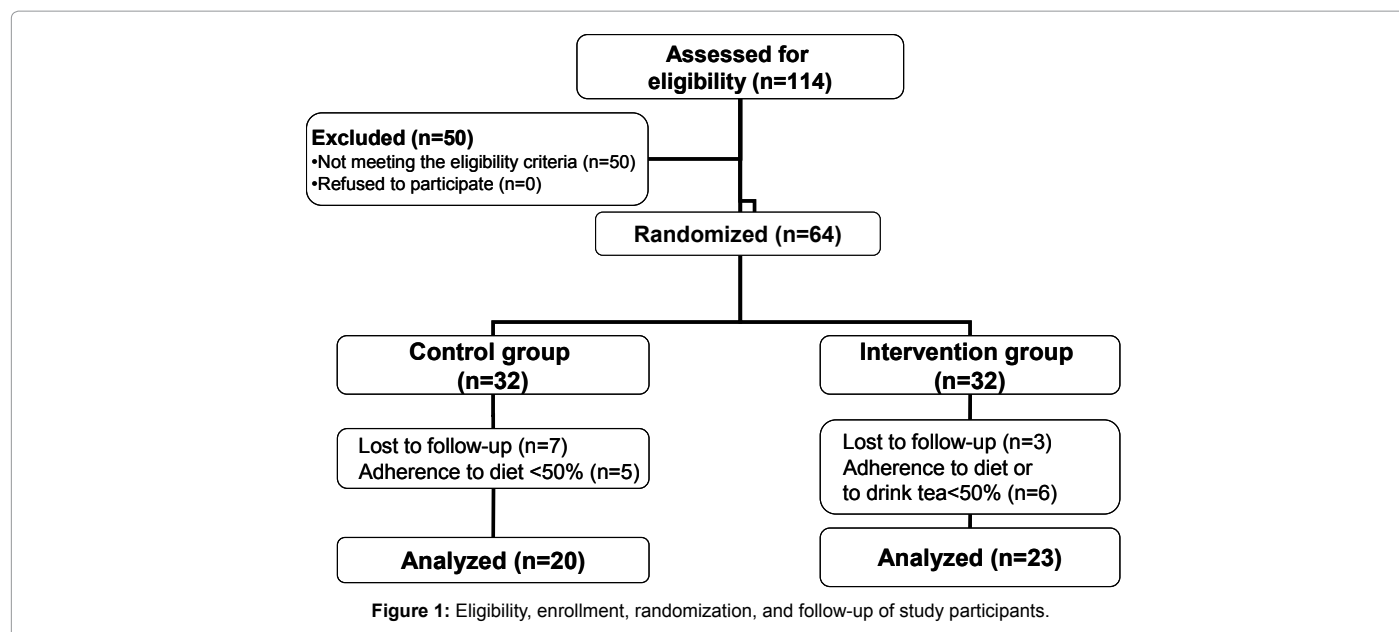 Assessed for
eligibility (n=114)
Excluded (n=50)
•Not meeting the eligibility criteria (n=50)
•Refused to participate (n=0)
Randomized (n=64)
Control group
(n=32)
Intervention group
(n=32)
Lost to follow-up (n=7)
Adherence to diet <50% (n=5)
Lost to follow-up (n=3)
Adherence to diet or
to drink tea<50% (n=6)
Analyzed (n=20)
Analyzed (n=23)
Figure 1: Eligibility, enrollment, randomization, and follow-up of study participants.